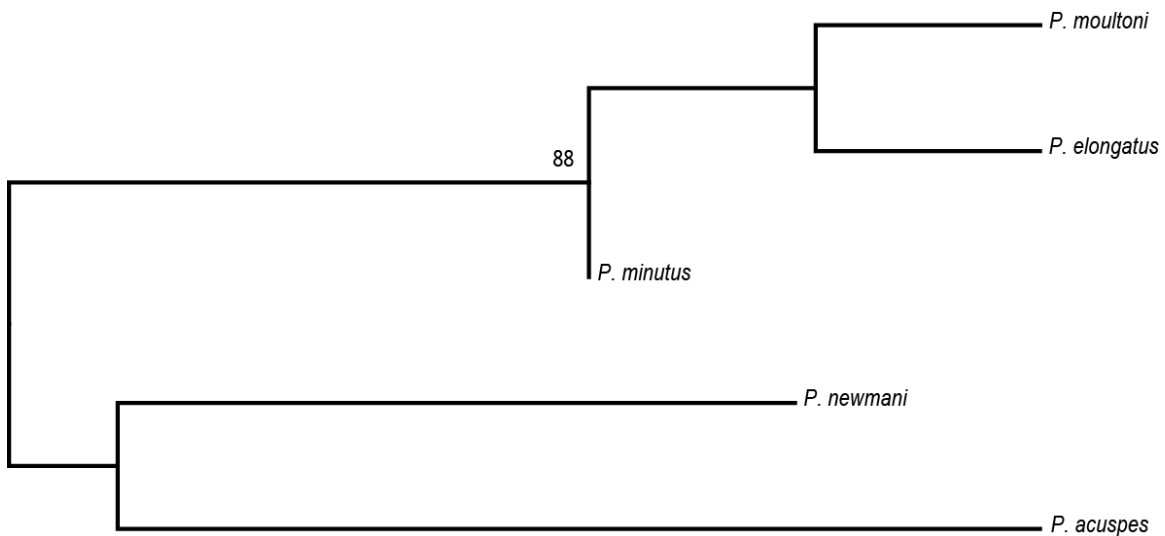 P. moultoni
P. elongatus
88
P. minutus
P. newmani
P. acuspes